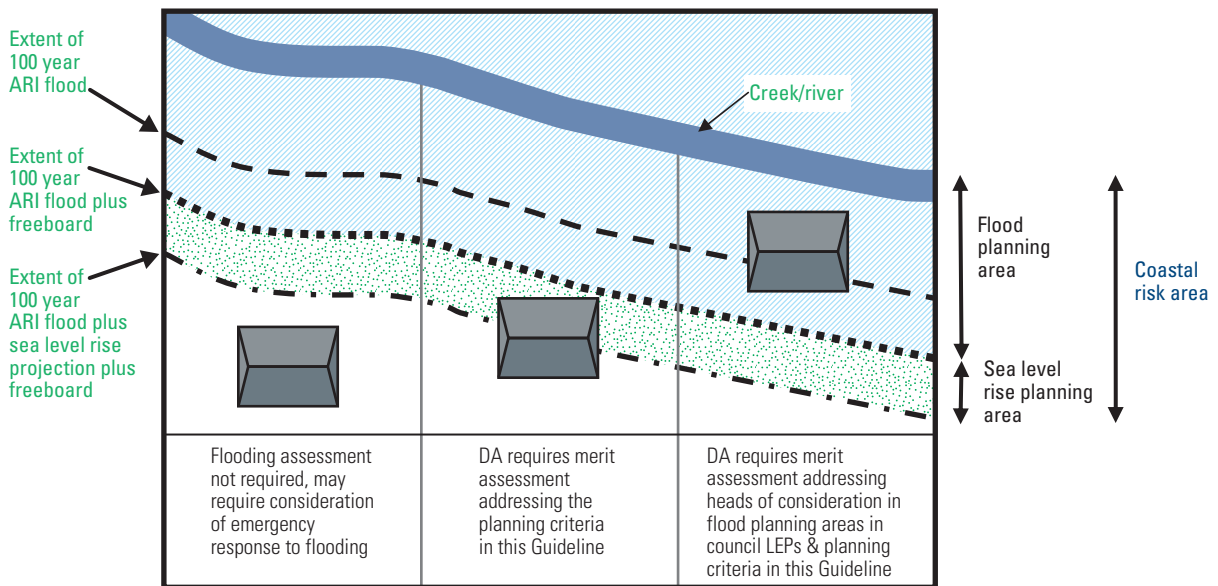 Extent of
100 year
ARI flood
Extent of
100 year
ARI flood plus
freeboard
Extent of
100 year
ARI flood plus
sea level rise
projection plus
freeboard
Creek/river
Flood
planning
area
Sea level
rise planning
area
Coastal
risk area
Flooding assessment
not required, may
require consideration
of emergency
response to flooding
DA requires merit
assessment
addressing the
planning criteria
in this Guideline
DA requires merit
assessment addressing
heads of consideration in
flood planning areas in
council LEPs & planning
criteria in this Guideline